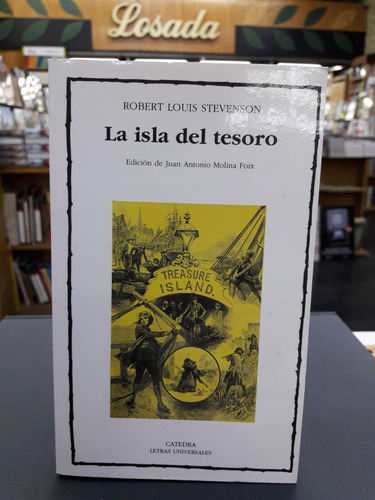 Losada
ROBERT LOUIS STEVENSON
La isla del tesoro
Edición de Juan Antonio Molina Foix
TREASURE
ISLAND.
CATEDRA
LETRAS UNIVERSALES